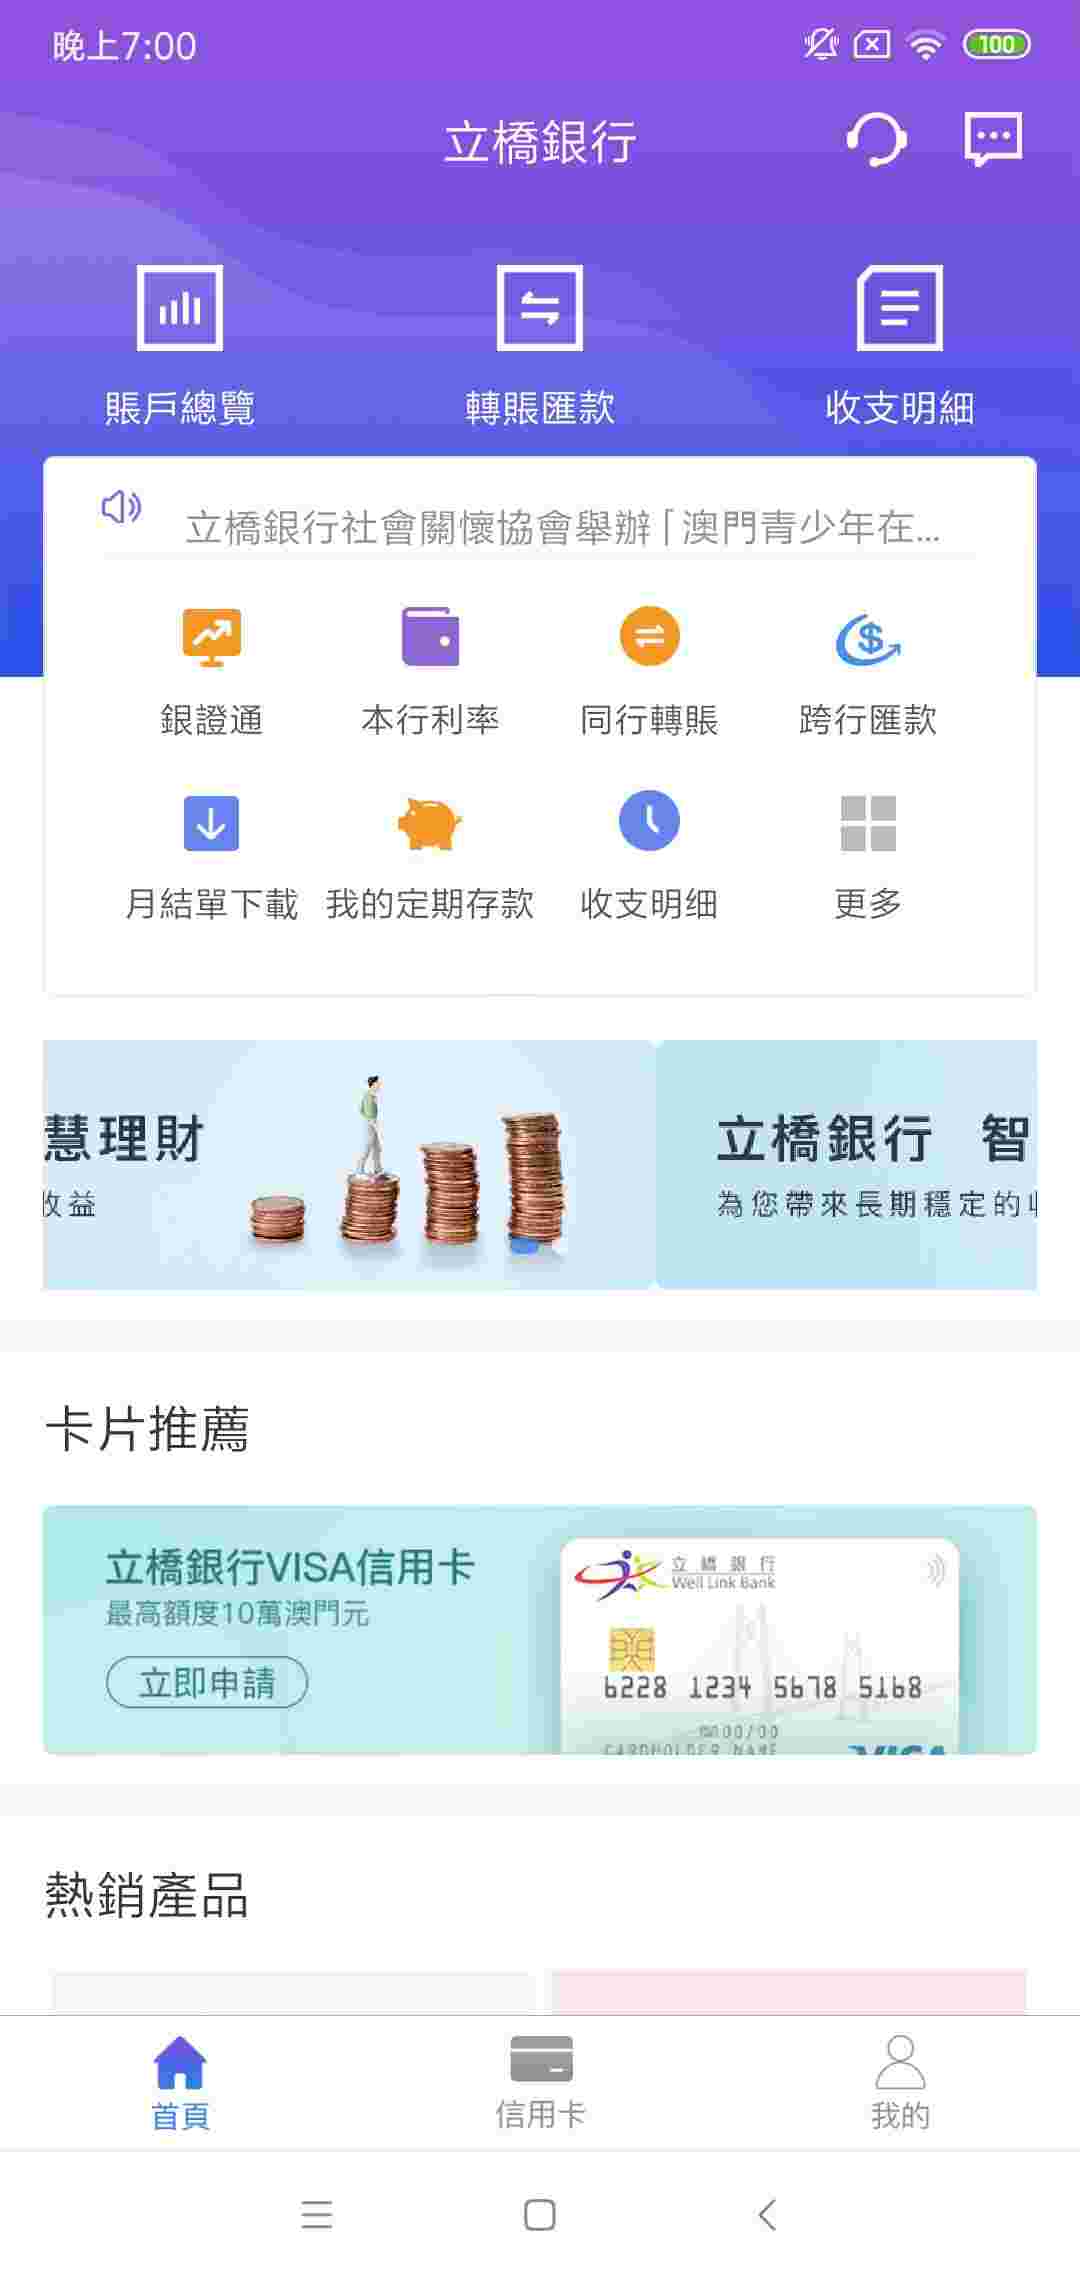 晚上7:00
100
立橋銀行
賬戶總覽
轉賬匯款
收支明細
立橋銀行社會關懷協會舉辦「澳門青少年在...
銀證通
本行利率
同行轉賬
跨行匯款
月結單下載
我的定期存款
收支明细
更多
慧理財
收益
立橋銀行 智
為您帶來長期穩定的
卡片推薦
立橋銀行VISA信用卡
最高額度10萬澳門元
立即申請
立橋銀行
Well Link Bank
6228 1234 5678 5168
00/00
CARDHOLDER NAME
VISA
熱銷產品
首頁
信用卡
我的